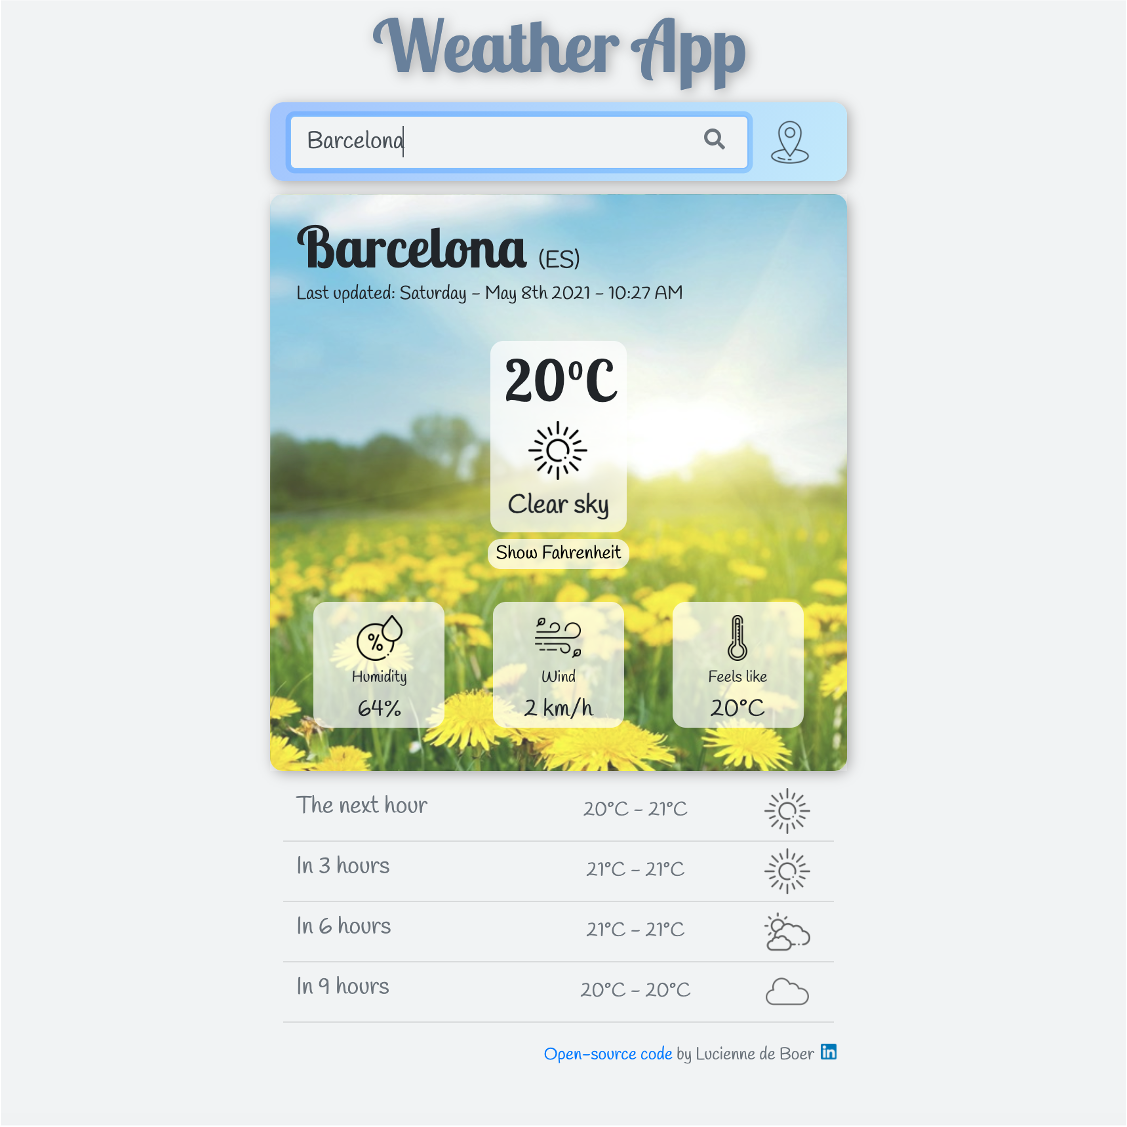 Weather App
Barcelona
Barcelona (ES)
Last updated: Saturday - May 8th 2021 - 10:27 AM
20°C
Clear sky
Show Fahrenheit
%
Humidity Wind Feels like
64% 2 km/h 20°C
The next hour 20°C - 21°C
In 3 hours 21°C - 21°C
In 6 hours 21°C - 21°C
In 9 hours 20°C - 20°C
Open-source code by Lucienne de Boer in